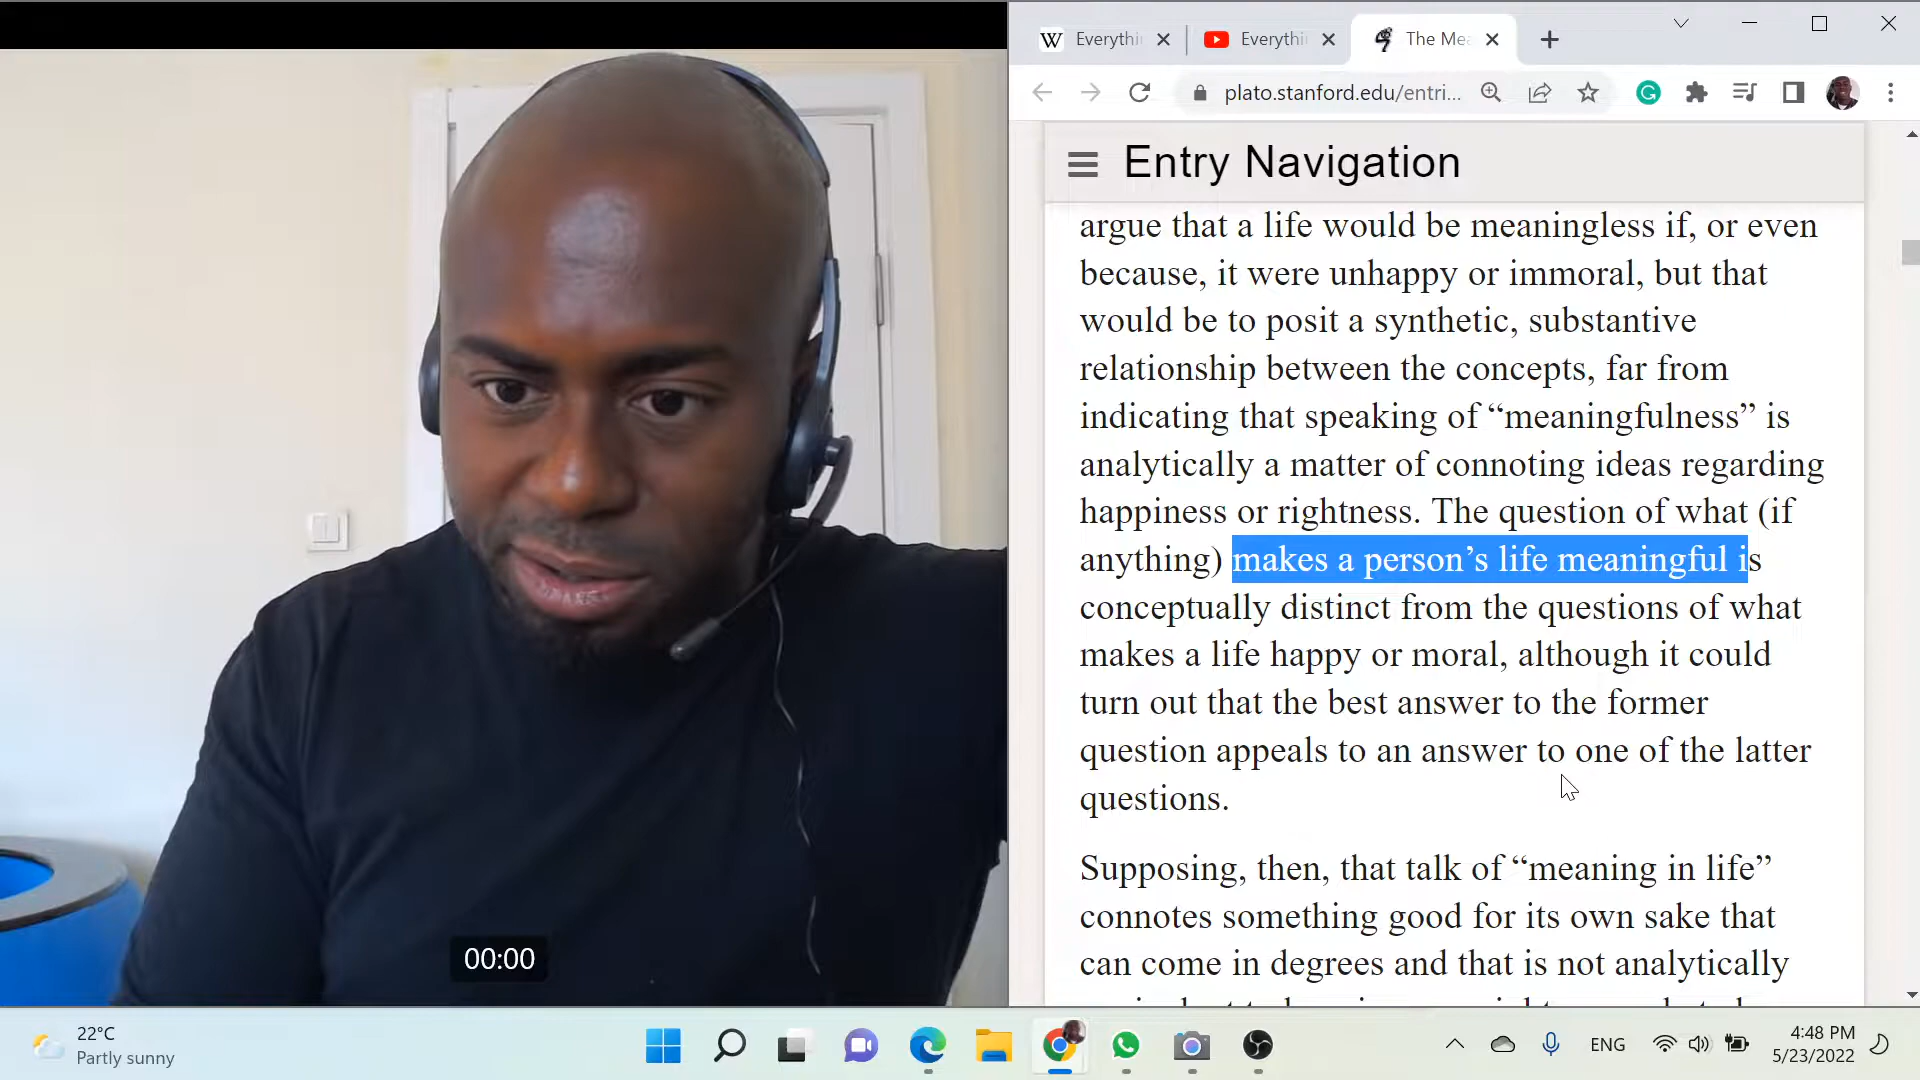 Everythi
Everythi
The Mea
plato.stanford.edu/entri...
Entry Navigation
argue that a life would be meaningless if, or even
because, it were unhappy or immoral, but that
would be to posit a synthetic, substantive
relationship between the concepts, far from
indicating that speaking of “meaningfulness” is
analytically a matter of connoting ideas regarding
happiness or rightness. The question of what (if
anything) makes a person’s life meaningful is
conceptually distinct from the questions of what
makes a life happy or moral, although it could
turn out that the best answer to the former
question appeals to an answer to one of the latter
questions.
Supposing, then, that talk of “meaning in life”
connotes something good for its own sake that
can come in degrees and that is not analytically
00:00
22°C
Partly sunny
ENG
4:48 PM
5/23/2022